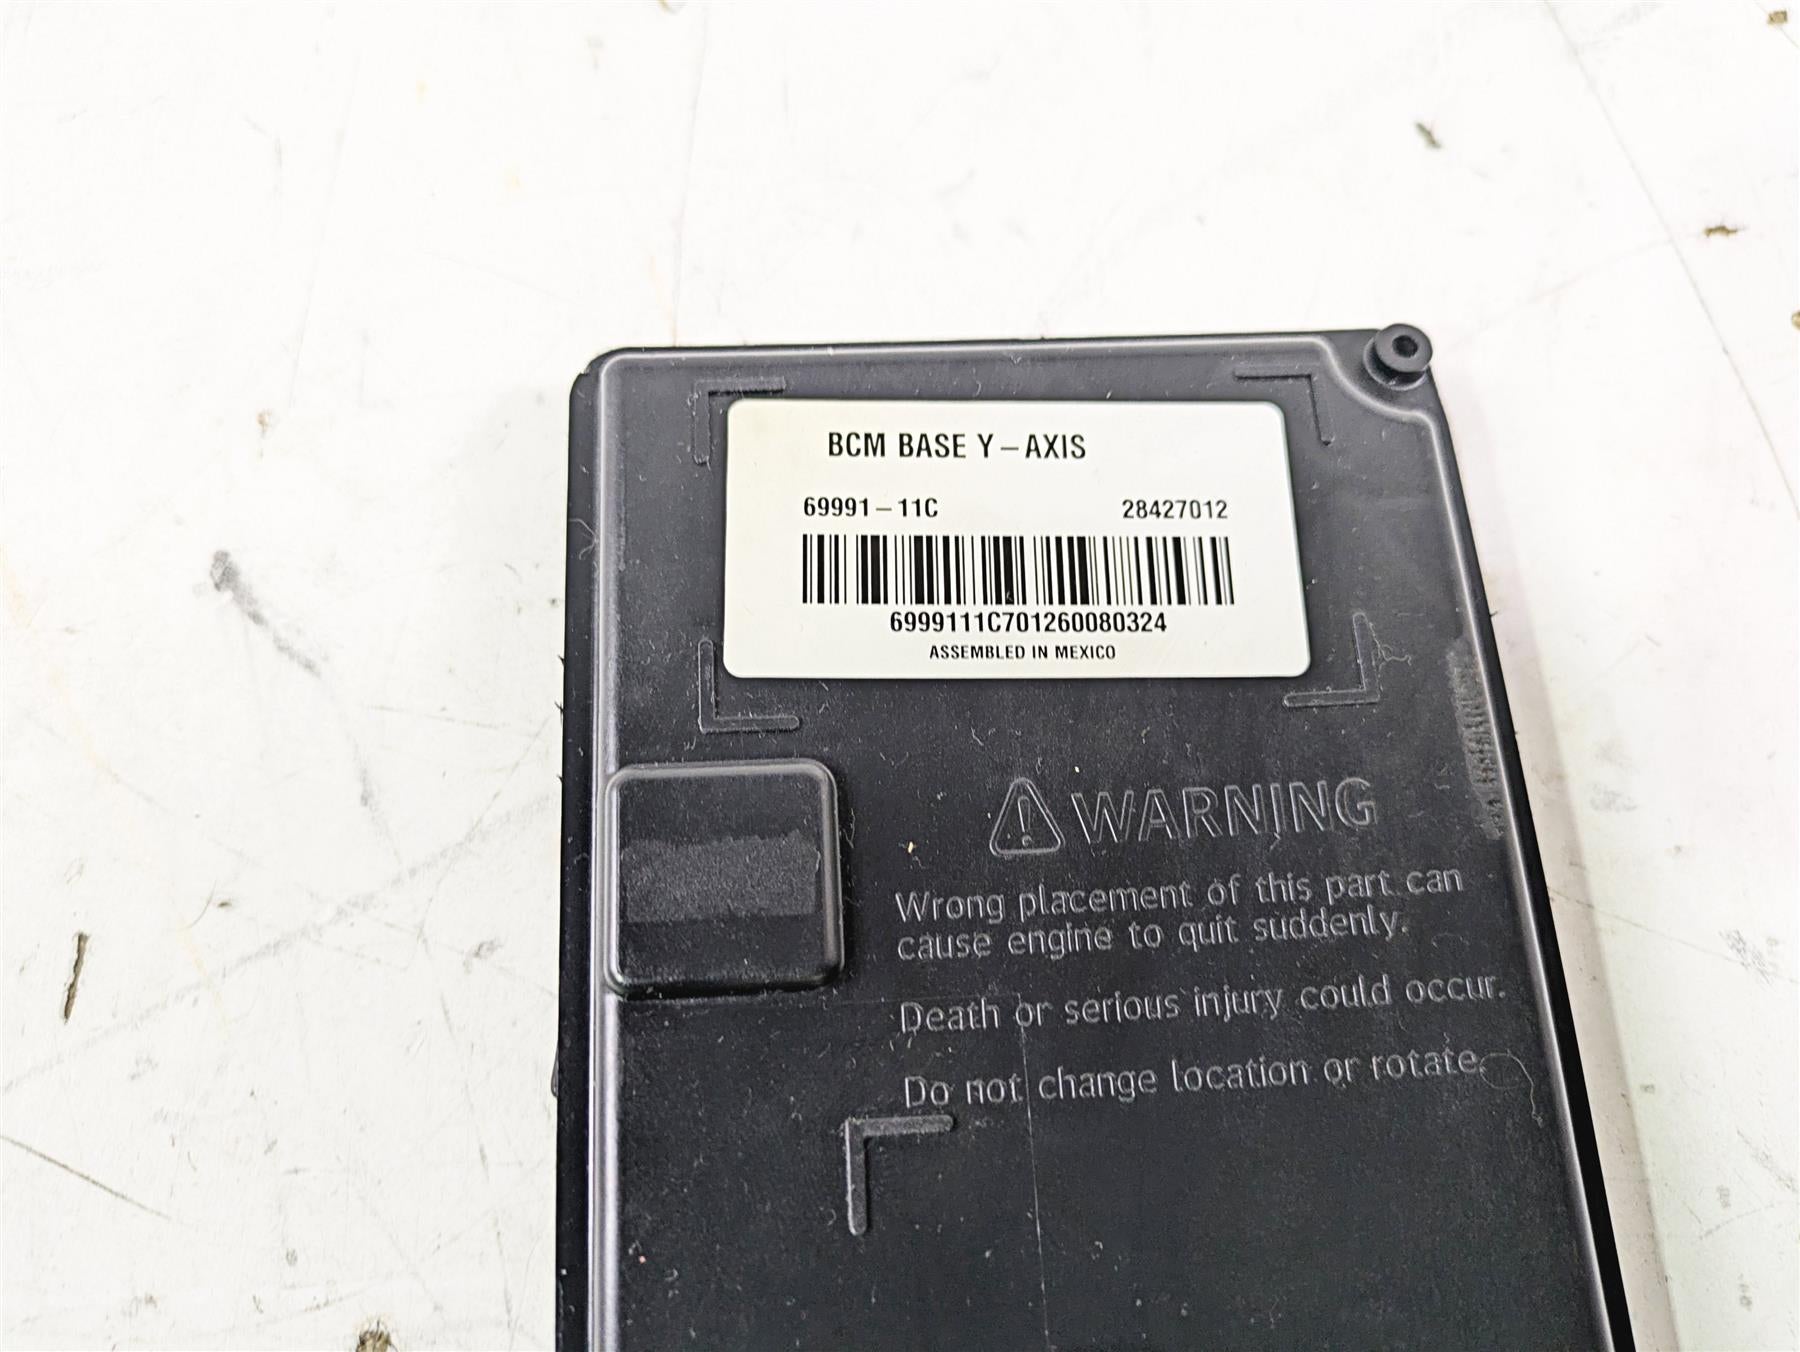 BCM BASE Y-AXIS
69991-11C 28427012
6999111C701260080324
ASSEMBLED IN MEXICO
WARNING
Wrong placement of this part can
cause engine to quit suddenly.
Death or serious injury could occur.
Do not change location or rotate.